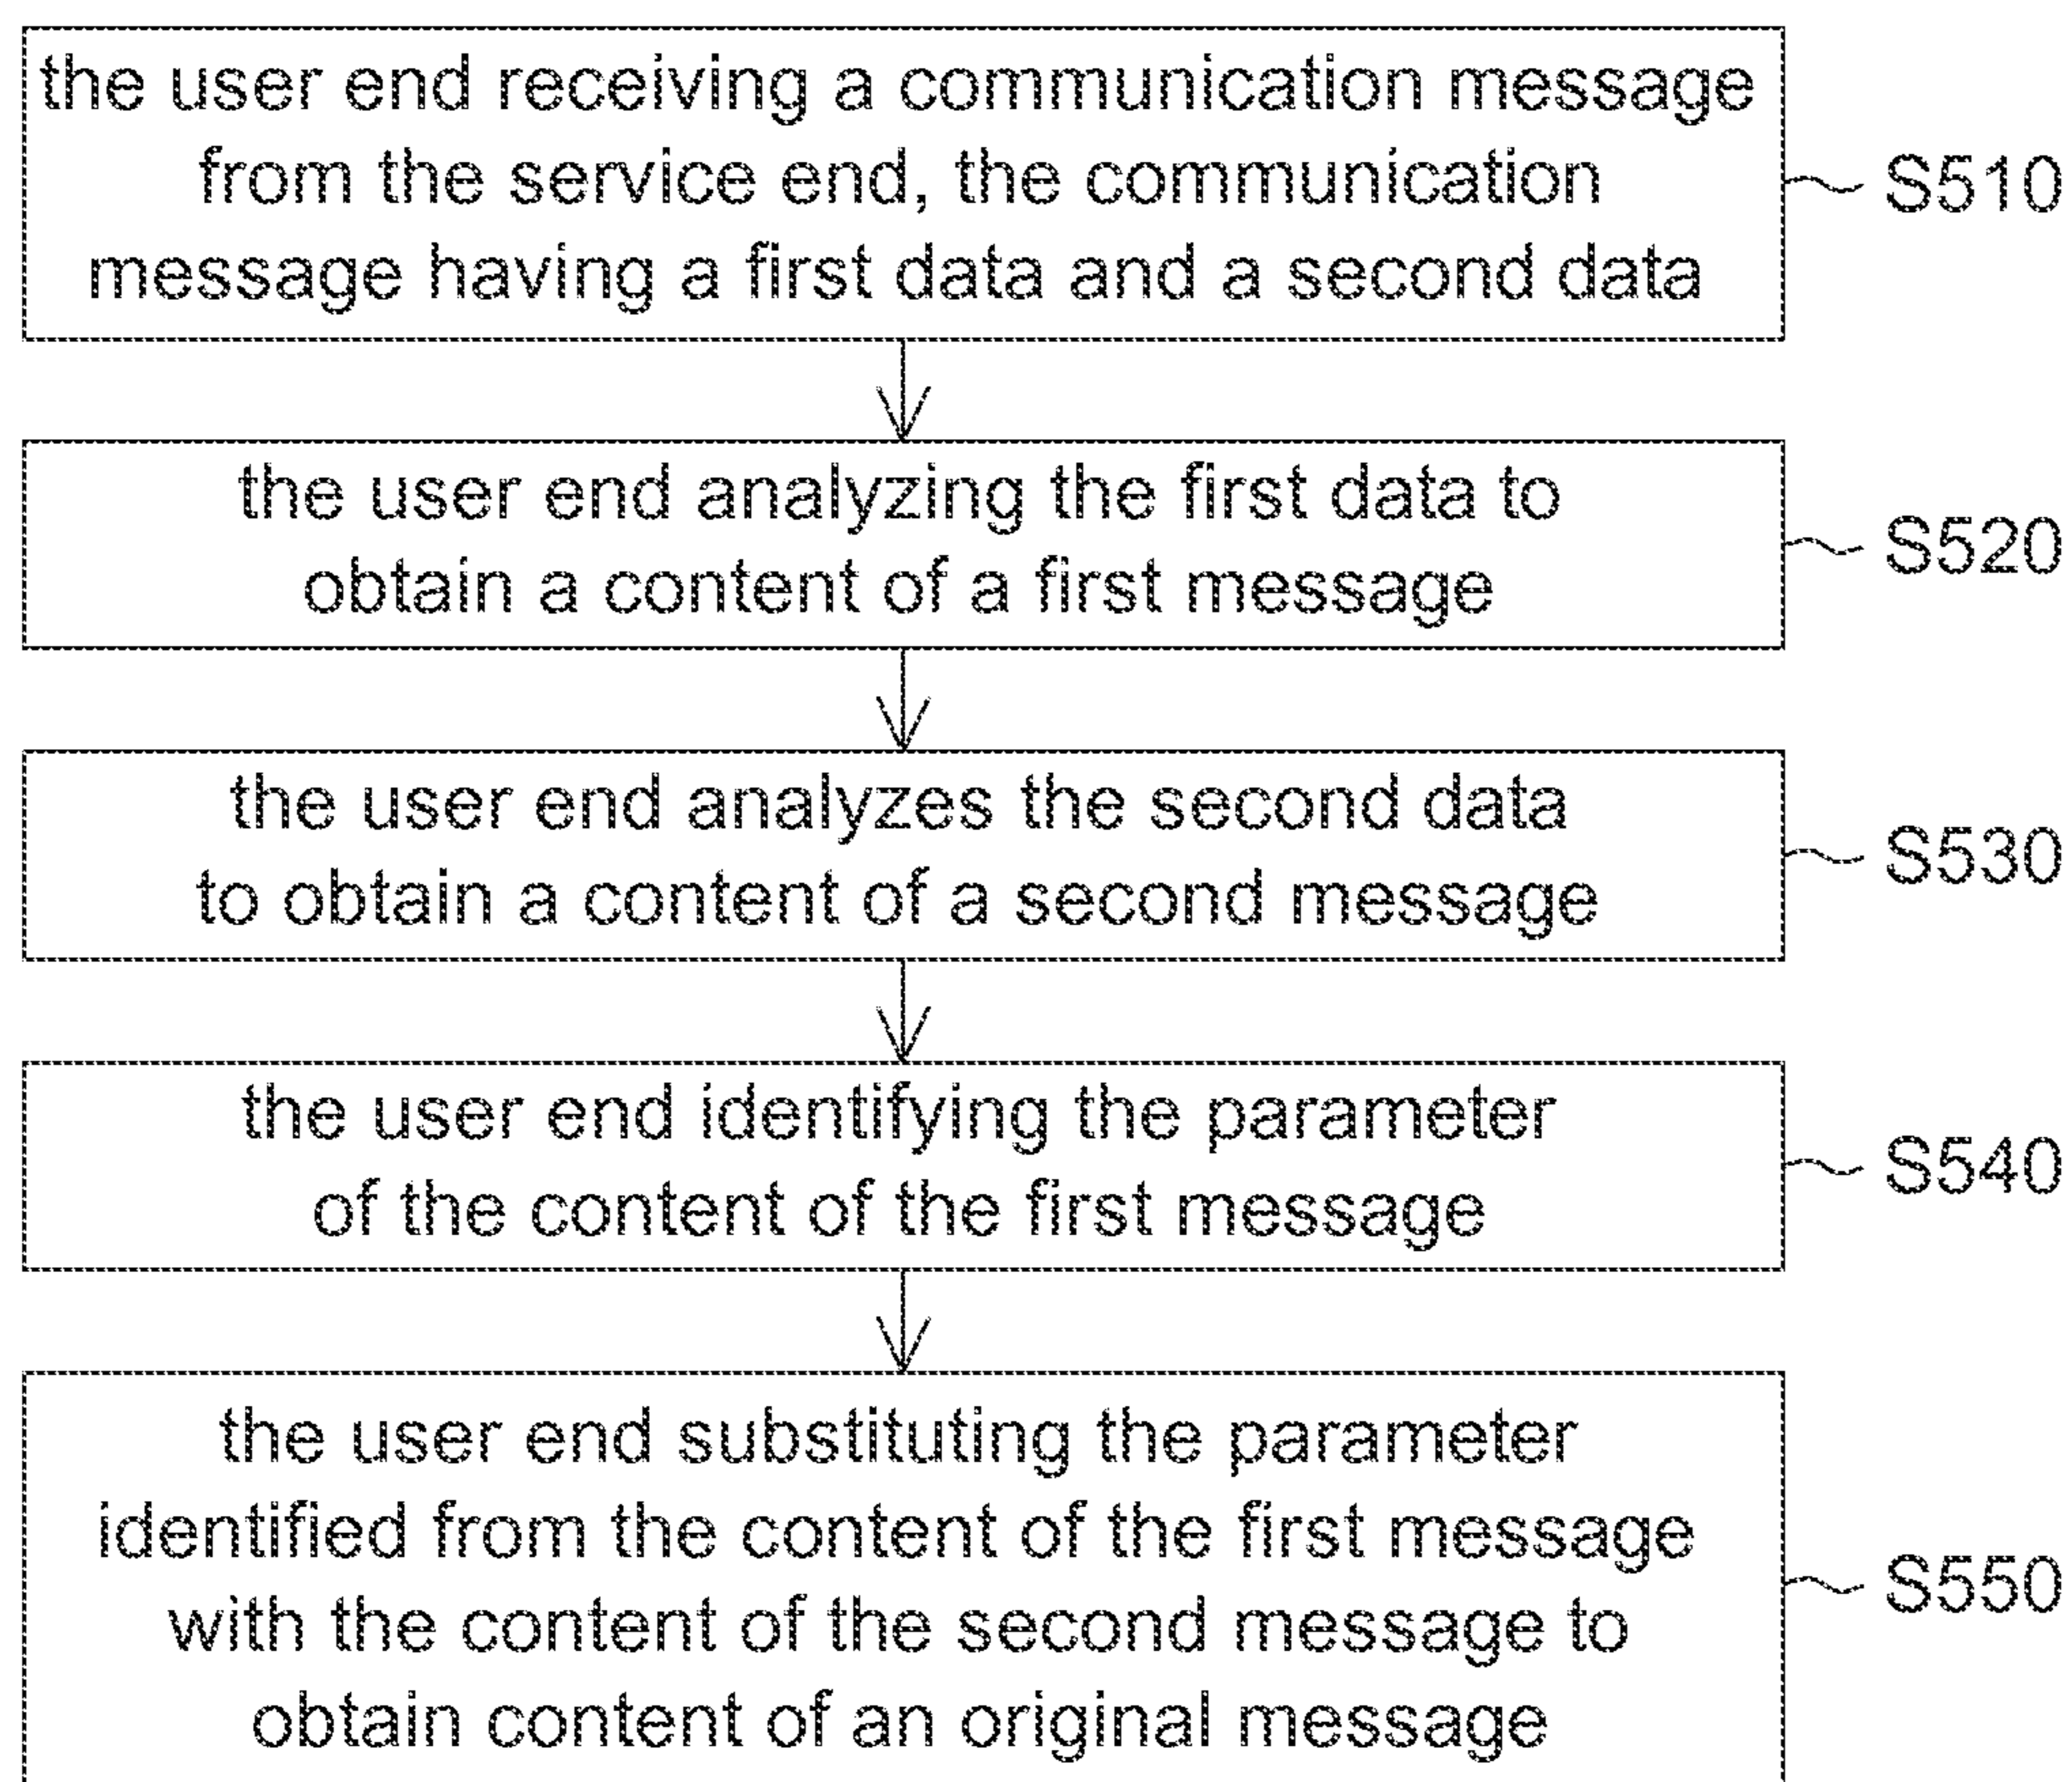 the user end receiving a communication message
from the service end, the communication
message having a first data and a second data
S510
the user end analyzing the first data to
obtain a content of a first message
S520
the user end analyzes the second data
to obtain a content of a second message
S530
the user end identifying the parameter
of the content of the first message
S540
the user end substituting the parameter
identified from the content of the first message
with the content of the second message to
obtain content of an original message
S550